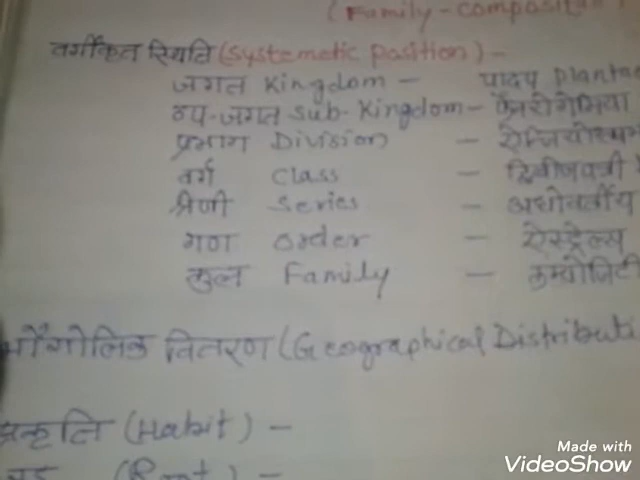 (Family - composit
वर्गीकृत स्थिति (Systematic position) -
जगत Kingdom - पादप planta
उप-जगत Sub-Kingdom - फैनरोगेमिया
प्रभाग Division - ऐन्जियोस्प
वर्ग class - द्विबीजपत्री
श्रेणी series - अधोवर्तीय
गण order - ऐस्ट्रेल्स
कुल Family - कम्पोजिटी
भौगोलिक वितरण (Geographical Distributi
प्रकृति (Habit) -
(Root) -
Made with
VideoShow